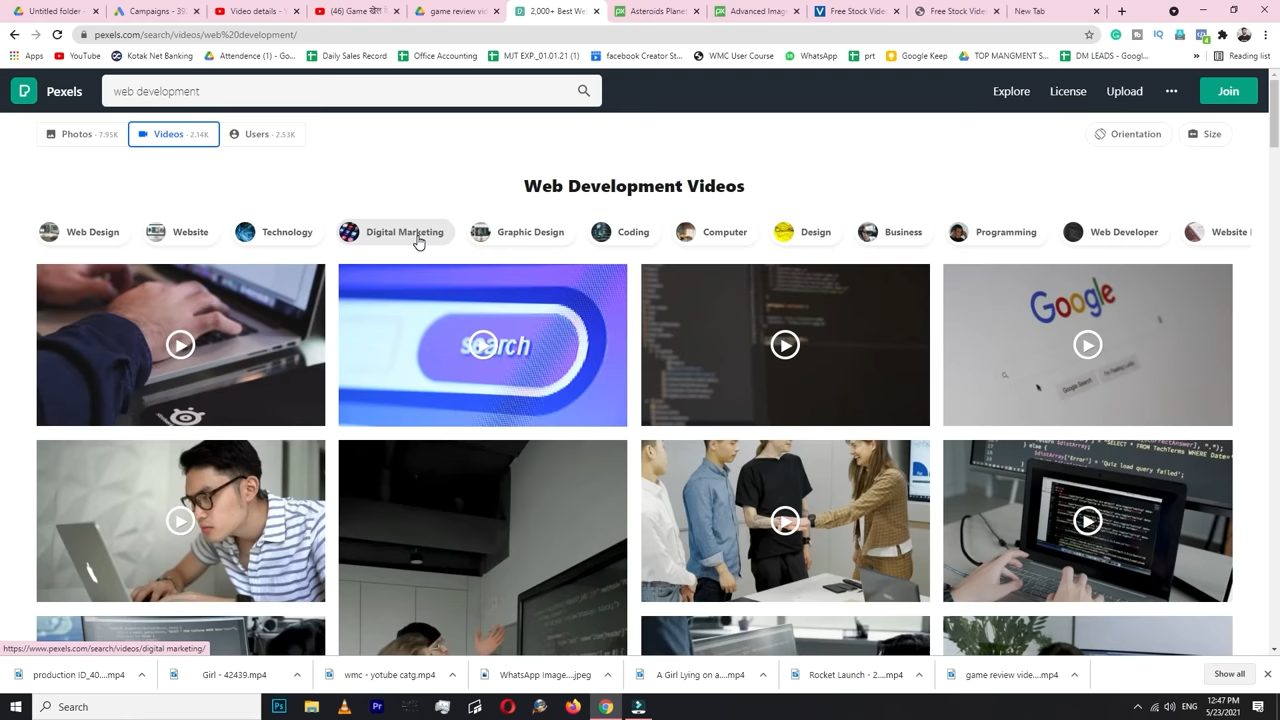 Untitled folder -
Campaigns - 39
Video details - Y
(46) Game
game review vid
2,000+ Best We
Asteroids Plane
Advanced Imag
Free Stock Vide
Free Stock Vide
New Tab
pexels.com/search/videos/web%20development/
Apps
YouTube
Kotak Net Banking
Attendence (1) - Go...
Daily Sales Record
Office Accounting
MJT EXP_01.01.21 (1)
facebook Creator St...
WMC User Course
WhatsApp
prt
Google Keep
TOP MANGMENT S...
DM LEADS - Googl...
Reading list
Pexels
web development
Explore
License
Upload
Join
Photos · 7.95K
Videos · 2.14K
Users · 2.53K
Orientation
Size
Web Development Videos
Web Design
Website
Technology
Digital Marketing
Graphic Design
Coding
Computer
Design
Business
Programming
Web Developer
Website
search
Google
Google Search
https://www.pexels.com/search/videos/digital marketing/
production ID_40....mp4
Girl - 42439.mp4
wmc - yotube catg.mp4
WhatsApp Image....jpeg
A Girl Lying on a....mp4
Rocket Launch - 2....mp4
game review vide....mp4
Show all
Search
ENG
12:47 PM
5/23/2021